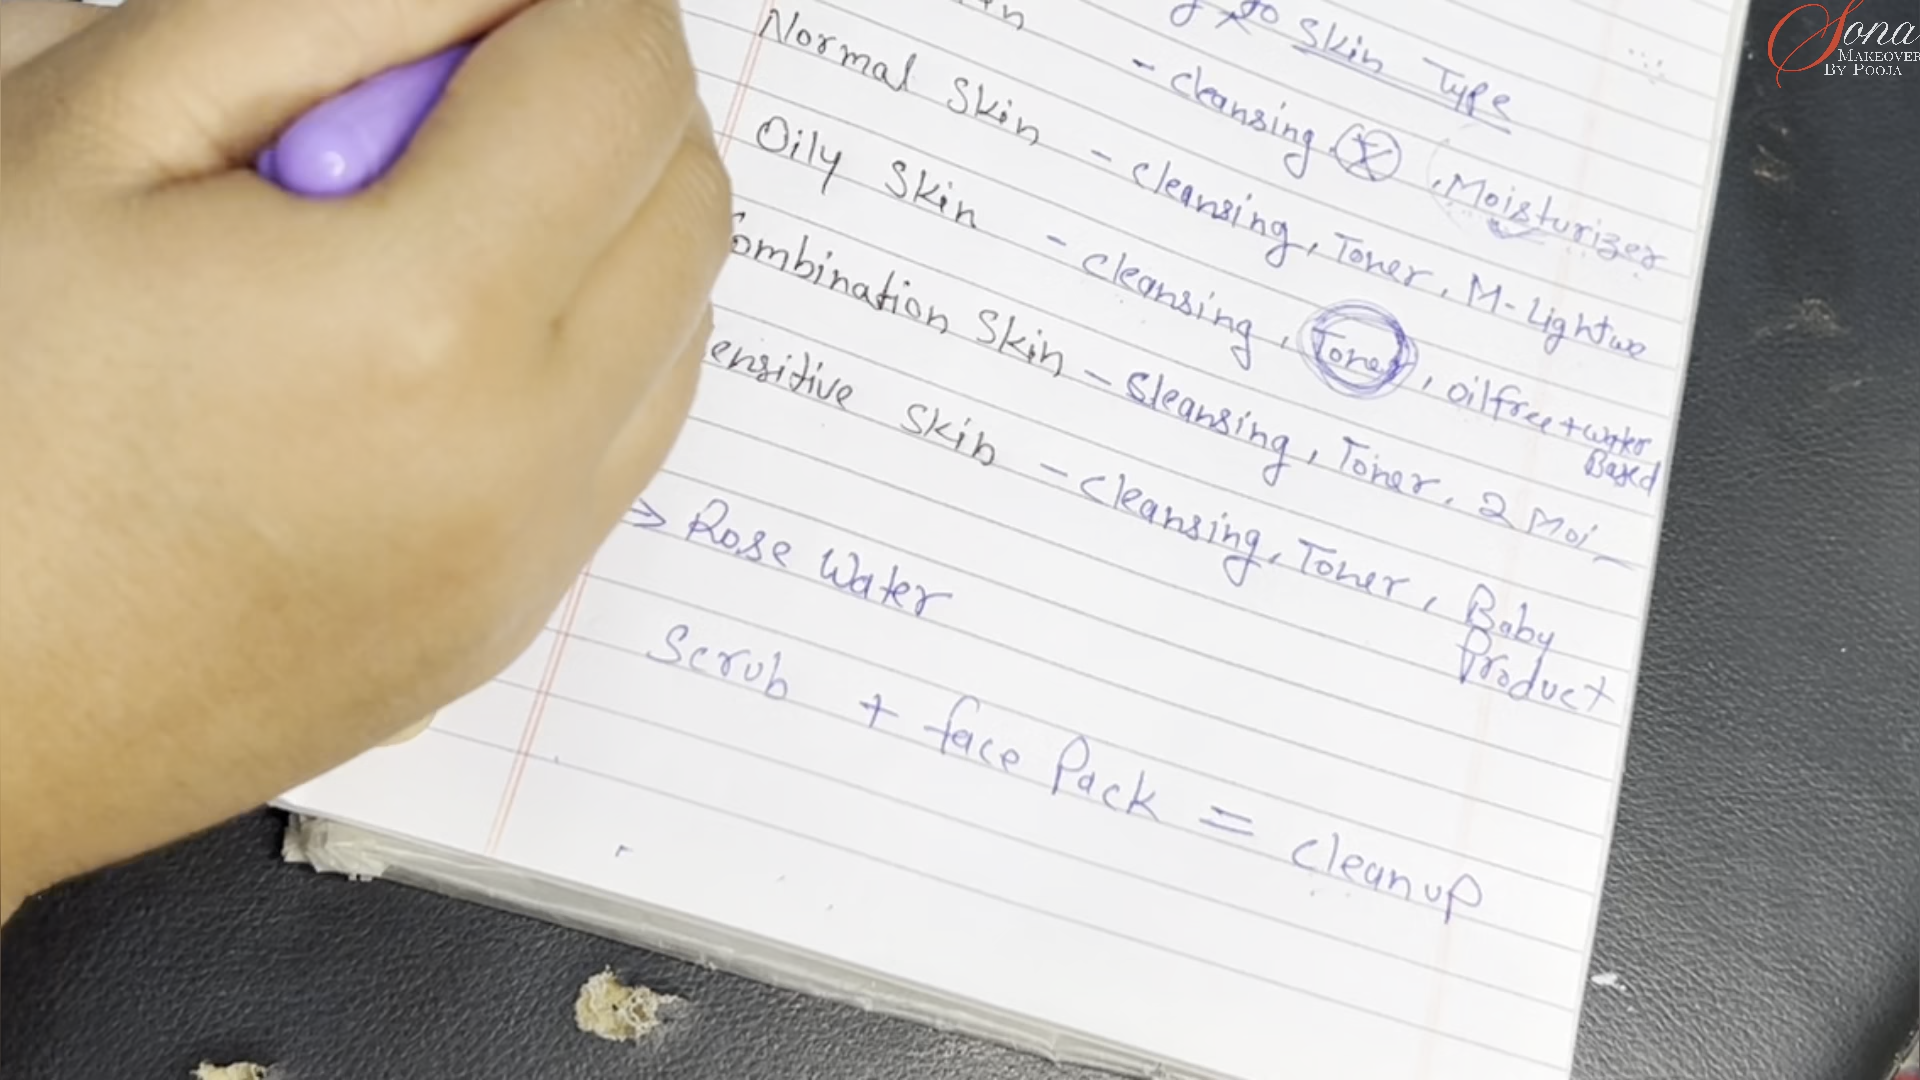 to Skin Type
- cleansing X, Moisturizer
Normal Skin - cleansing, Toner, M-Lightwe
Oily Skin - cleansing, Toner, oilfree + water Based
ombination Skin - Sleansing, Toner, 2 Moi-
ensitive Skin - cleansing, Toner, Baby Product
→ Rose Water
Scrub + face Pack = cleanup
Sona
MAKEOVER
BY POOJA